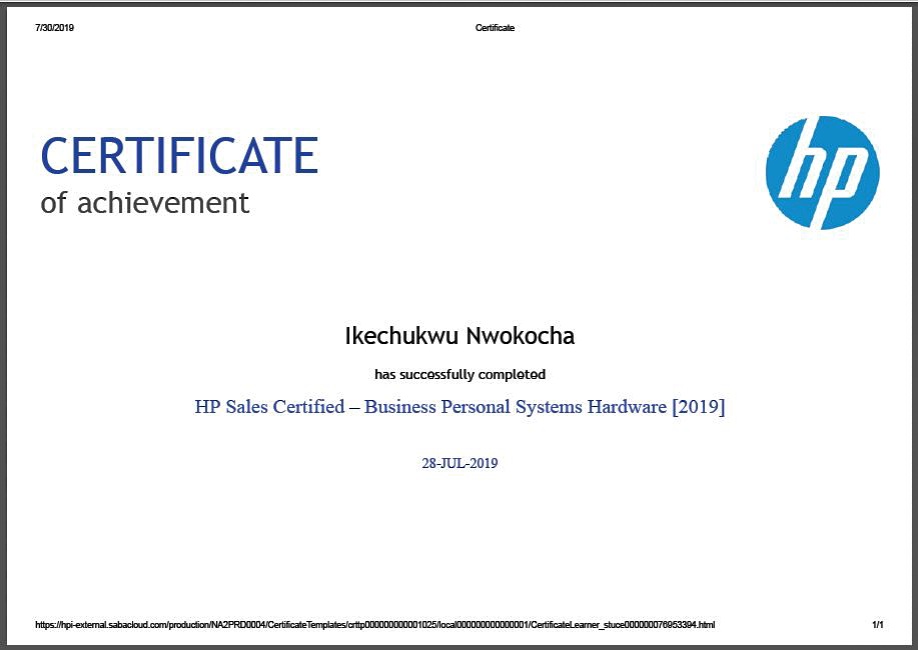 7/30/2019 Certificate
CERTIFICATE
of achievement
hp
Ikechukwu Nwokocha
has successfully completed
HP Sales Certified – Business Personal Systems Hardware [2019]
28-JUL-2019
https://hpi-external.sabacloud.com/production/NA2PRD0004/CertificateTemplates/crttp000000000001025/local000000000000001/CertificateLearner_stuce000000076953394.html 1/1